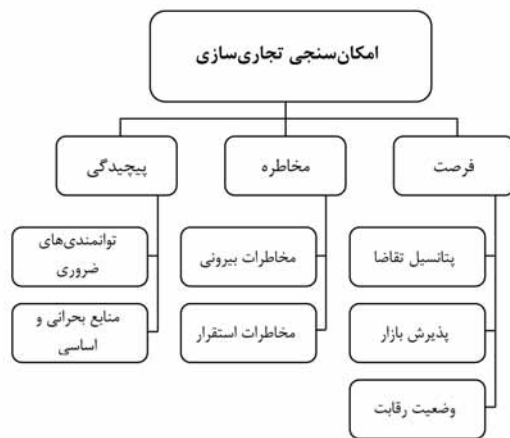 امکان‌سنجی تجاری‌سازی
فرصت
مخاطره
پیچیدگی
پتانسیل تقاضا
پذیرش بازار
وضعیت رقابت
مخاطرات بیرونی
مخاطرات استقرار
توانمندی‌های
ضروری
منابع بحرانی و
اساسی